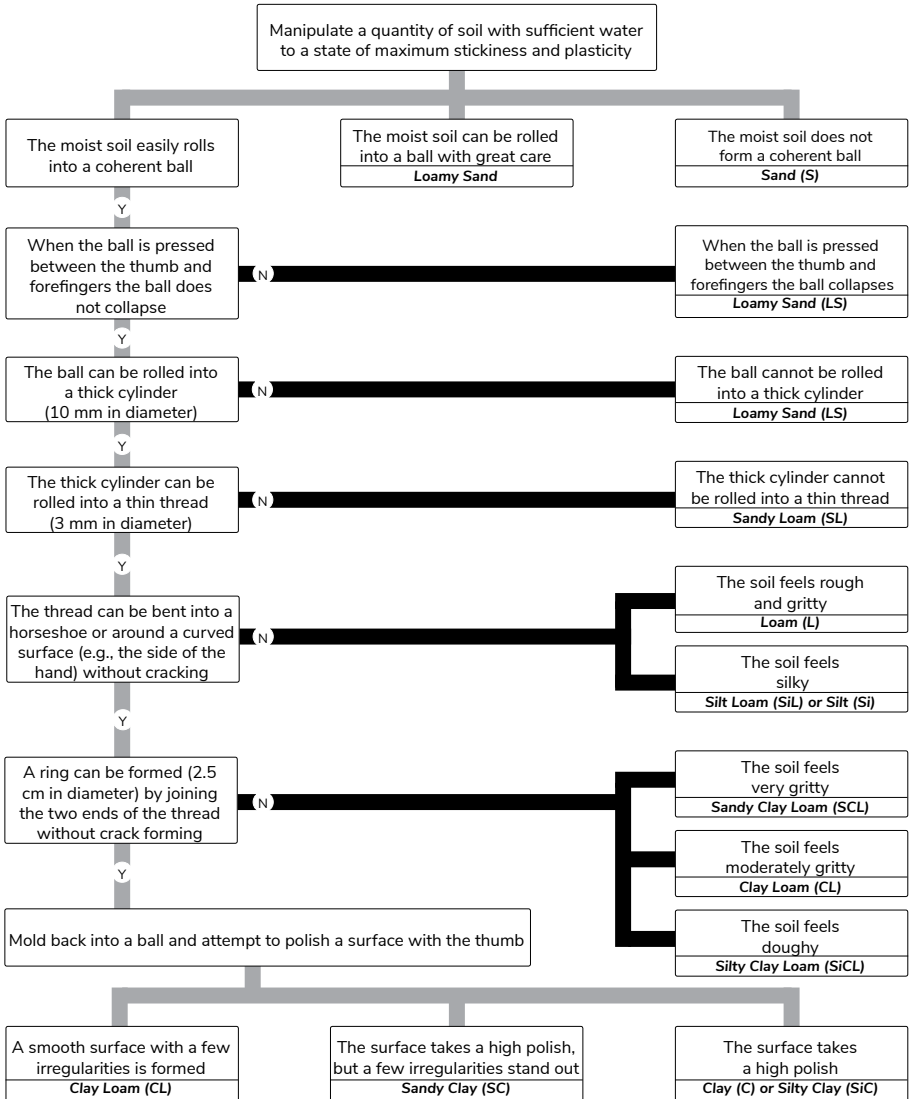 Manipulate a quantity of soil with sufficient water
to a state of maximum stickiness and plasticity
The moist soil easily rolls
into a coherent ball
The moist soil can be rolled
into a ball with great care
Loamy Sand
The moist soil does not
form a coherent ball
Sand (S)
Y
When the ball is pressed
between the thumb and
forefingers the ball does
not collapse
N
When the ball is pressed
between the thumb and
forefingers the ball collapses
Loamy Sand (LS)
Y
The ball can be rolled into
a thick cylinder
(10 mm in diameter)
N
The ball cannot be rolled
into a thick cylinder
Loamy Sand (LS)
Y
The thick cylinder can be
rolled into a thin thread
(3 mm in diameter)
N
The thick cylinder cannot
be rolled into a thin thread
Sandy Loam (SL)
Y
The thread can be bent into a
horseshoe or around a curved
surface (e.g., the side of the
hand) without cracking
N
The soil feels rough
and gritty
Loam (L)
The soil feels
silky
Silt Loam (SiL) or Silt (Si)
Y
A ring can be formed (2.5
cm in diameter) by joining
the two ends of the thread
without crack forming
N
The soil feels
very gritty
Sandy Clay Loam (SCL)
The soil feels
moderately gritty
Clay Loam (CL)
The soil feels
doughy
Silty Clay Loam (SiCL)
Y
Mold back into a ball and attempt to polish a surface with the thumb
A smooth surface with a few
irregularities is formed
Clay Loam (CL)
The surface takes a high polish,
but a few irregularities stand out
Sandy Clay (SC)
The surface takes
a high polish
Clay (C) or Silty Clay (SiC)